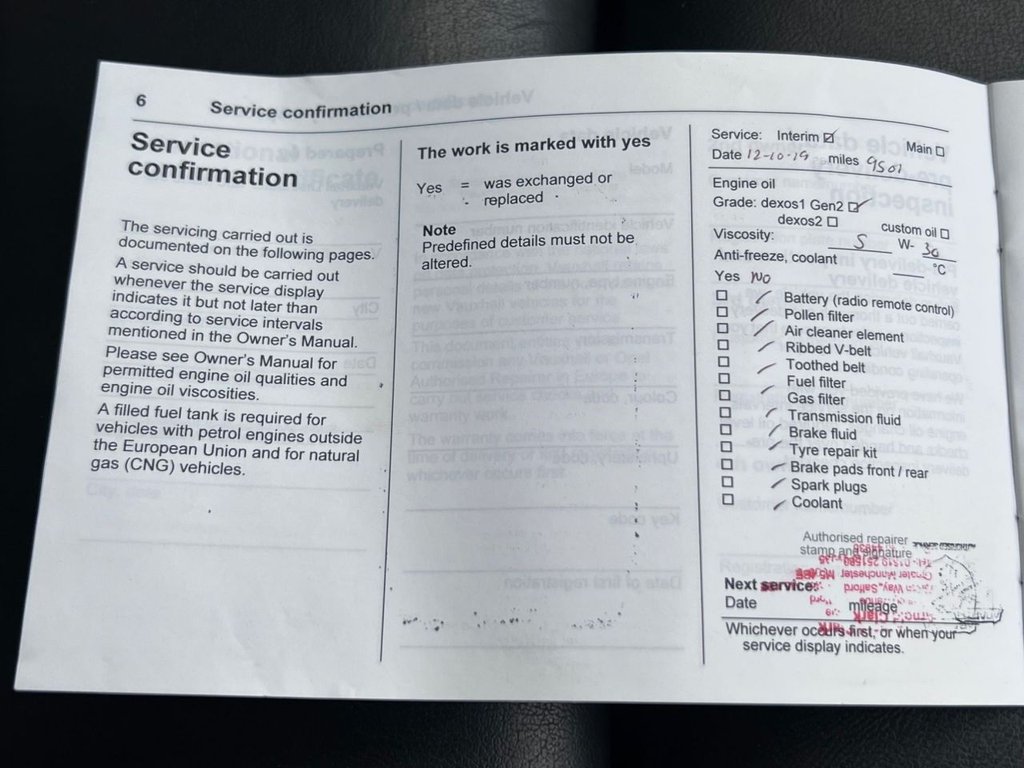 6 Service confirmation
Service
confirmation
The servicing carried out is
documented on the following pages.
A service should be carried out
whenever the service display
indicates it but not later than
according to service intervals
mentioned in the Owner's Manual.
Please see Owner's Manual for
permitted engine oil qualities and
engine oil viscosities.
A filled fuel tank is required for
vehicles with petrol engines outside
the European Union and for natural
gas (CNG) vehicles.
The work is marked with yes
Yes = was exchanged or
replaced
Note
Predefined details must not be
altered.
Service: Interim ☑ Main ☐
Date 12-10-19 miles 9501
Engine oil
Grade: dexos1 Gen2 ☑
dexos2 ☐ custom oil ☐
Viscosity: 5 W- 30
Anti-freeze, coolant °C
Yes NO
☐ ✓ Battery (radio remote control)
☐ ✓ Pollen filter
☐ ✓ Air cleaner element
☐ ✓ Ribbed V-belt
☐ ✓ Toothed belt
☐ ✓ Fuel filter
☐ ✓ Gas filter
☐ ✓ Transmission fluid
☐ ✓ Brake fluid
☐ ✓ Tyre repair kit
☐ ✓ Brake pads front / rear
☐ ✓ Spark plugs
☐ ✓ Coolant
Authorised repairer
stamp and signature
Next service:
Date mileage
Whichever occurs first, or when your
service display indicates.